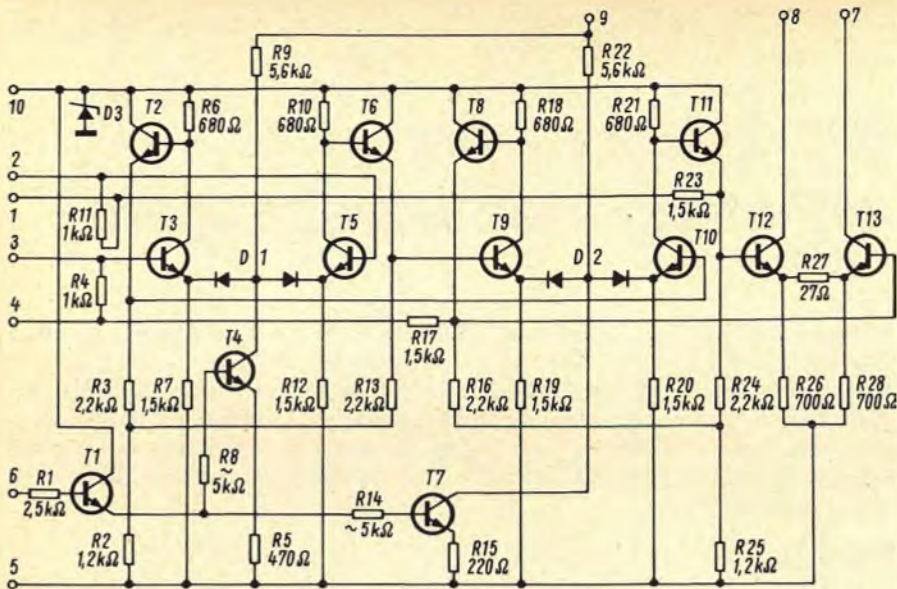 9
8
7
R9
5,6kΩ
R22
5,6kΩ
10
D3
T2
R6
680Ω
R10
680Ω
T6
T8
R18
680Ω
R21
680Ω
T11
2
1
R11
1kΩ
R23
1,5kΩ
3
T3
D 1
T5
T9
D 2
T10
T12
T13
R27
27Ω
R4
1kΩ
4
R17
1,5kΩ
T4
R3
2,2kΩ
R7
1,5kΩ
R12
1,5kΩ
R13
2,2kΩ
R16
2,2kΩ
R19
1,5kΩ
R20
1,5kΩ
R24
2,2kΩ
R26
700Ω
R28
700Ω
6
R1
2,5kΩ
T1
R8
~
5kΩ
R14
~5kΩ
T7
5
R2
1,2kΩ
R5
470Ω
R15
220Ω
R25
1,2kΩ